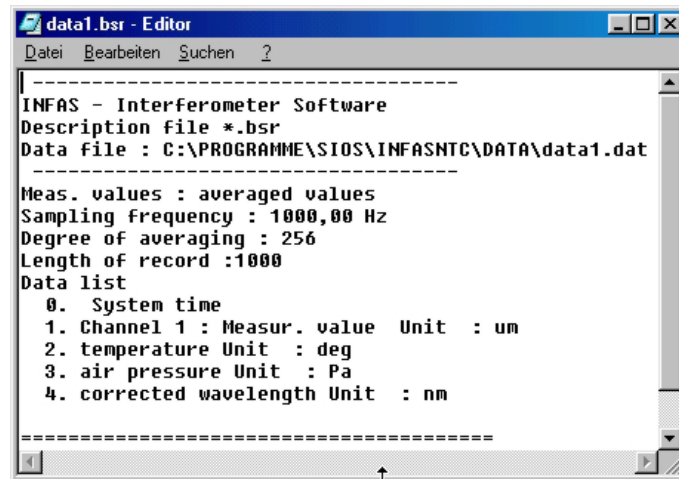 data1.bsr - Editor
Datei Bearbeiten Suchen ?
------------------------------------
INFAS - Interferometer Software
Description file *.bsr
Data file : C:\PROGRAMME\SIOS\INFASNTC\DATA\data1.dat
------------------------------------
Meas. values : averaged values
Sampling frequency : 1000,00 Hz
Degree of averaging : 256
Length of record :1000
Data list
0. System time
1. Channel 1 : Measur. value Unit : um
2. temperature Unit : deg
3. air pressure Unit : Pa
4. corrected wavelength Unit : nm
========================================